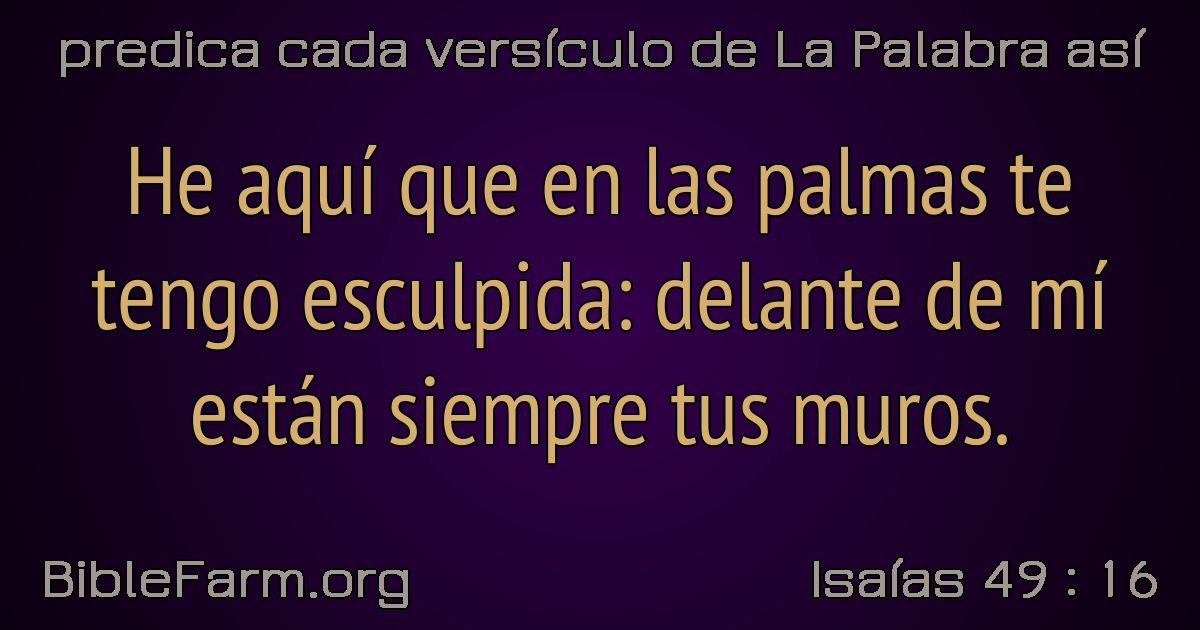 predica cada versículo de La Palabra así
He aquí que en las palmas te
tengo esculpida: delante de mí
están siempre tus muros.
BibleFarm.org
Isaías 49 : 16